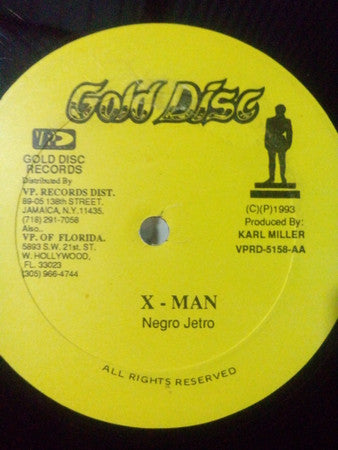 Gold Disc
VP
GOLD DISC
RECORDS
Distributed By
VP. RECORDS DIST.
89-05 138th STREET,
JAMAICA, N.Y, 11435.
(718) 291-7058
Also..
VP. OF FLORIDA.
5893 S.W. 21st. ST.
W. HOLLYWOOD,
FL. 33023
(305) 966-4744
(C)(P)1993
Produced By:
KARL MILLER
VPRD-5158-AA
X - MAN
Negro Jetro
ALL RIGHTS RESERVED